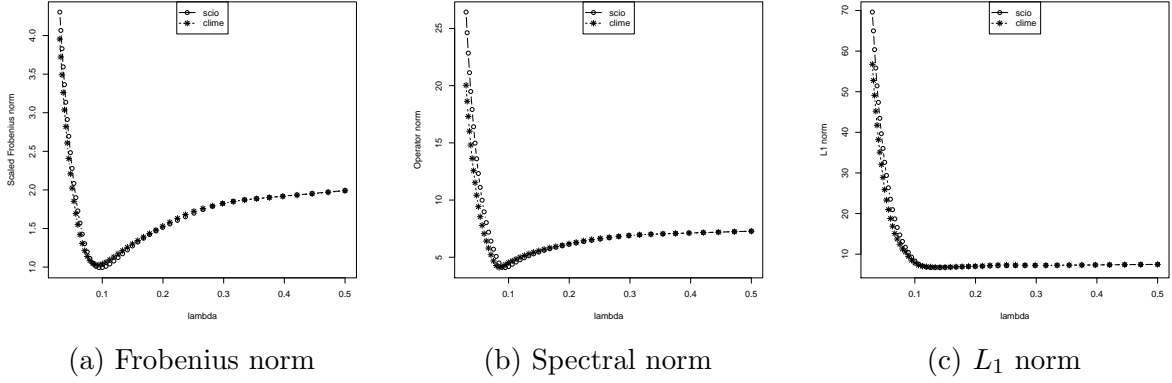 scio
clime
Scaled Frobenius norm
4.0
3.5
3.0
2.5
2.0
1.5
1.0
0.1 0.2 0.3 0.4 0.5
lambda
(a) Frobenius norm
scio
clime
Operator norm
25
20
15
10
5
0.1 0.2 0.3 0.4 0.5
lambda
(b) Spectral norm
scio
clime
L1 norm
70
60
50
40
30
20
10
0.1 0.2 0.3 0.4 0.5
lambda
(c) L₁ norm